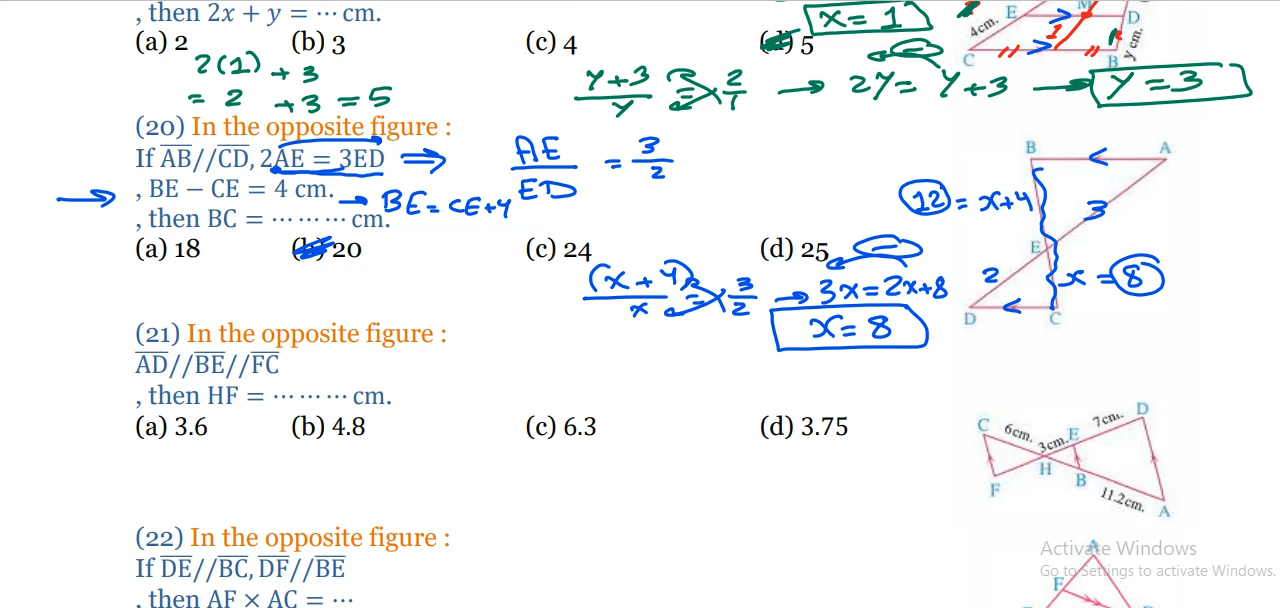 , then 2x + y = ⋯ cm.
(a) 2 (b) 3 (c) 4 (d) 5
x = 1
E M D
4cm. 1 y cm.
C B
2(1) + 3
= 2 + 3 = 5
y+3/y = 2/1 → 2y = y+3 → y = 3
(20) In the opposite figure :
If AB//CD, 2AE = 3ED ⇒ AE/ED = 3/2
, BE − CE = 4 cm. → BE = CE+4
, then BC = ⋯ ⋯ ⋯ cm.
(a) 18 (b) 20 (c) 24 (d) 25
(x+4)/x = 3/2 → 3x = 2x+8
x = 8
B A
12 = x+4 3
E
2 x = 8
D C
(21) In the opposite figure :
AD//BE//FC
, then HF = ⋯ ⋯ ⋯ cm.
(a) 3.6 (b) 4.8 (c) 6.3 (d) 3.75
C 6cm. 3cm. E 7cm. D
H B
F 11.2cm. A
(22) In the opposite figure :
If DE//BC, DF//BE
, then AF × AC = ⋯
A
F
Activate Windows
Go to Settings to activate Windows.